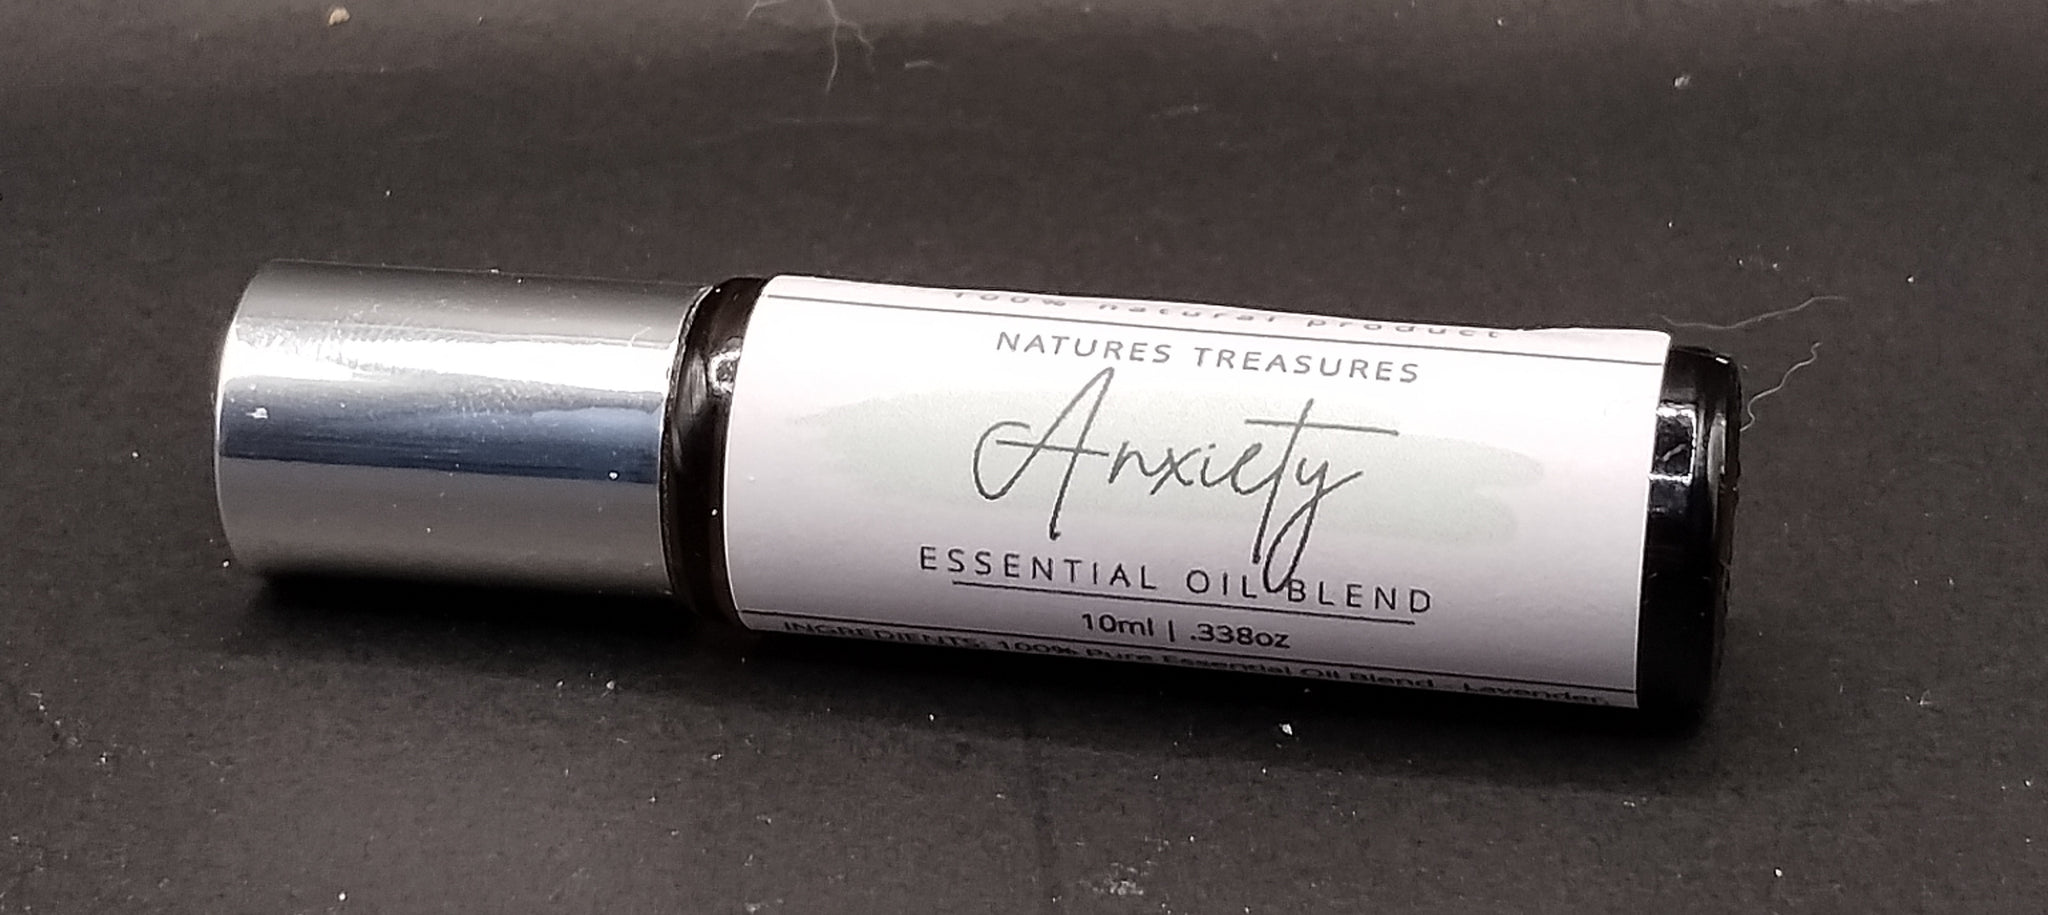 100% natural product
NATURES TREASURES
Anxiety
ESSENTIAL OIL BLEND
10ml | .338oz
INGREDIENTS: 100% Pure Essential Oil Blend, Lavender,